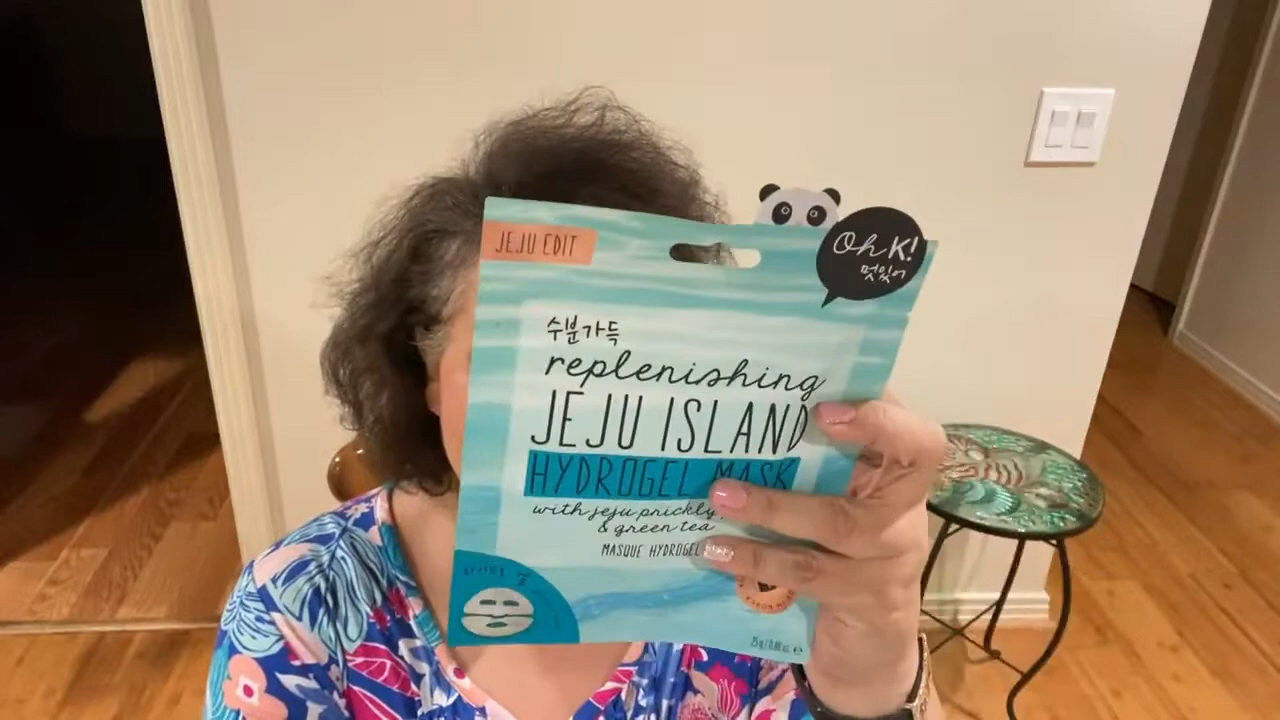 JEJU EDIT
Oh K!
멋있어
수분가득
replenishing
JEJU ISLAND
HYDROGEL MASK
with jeju prickly
& green tea
MASQUE HYDROGEL